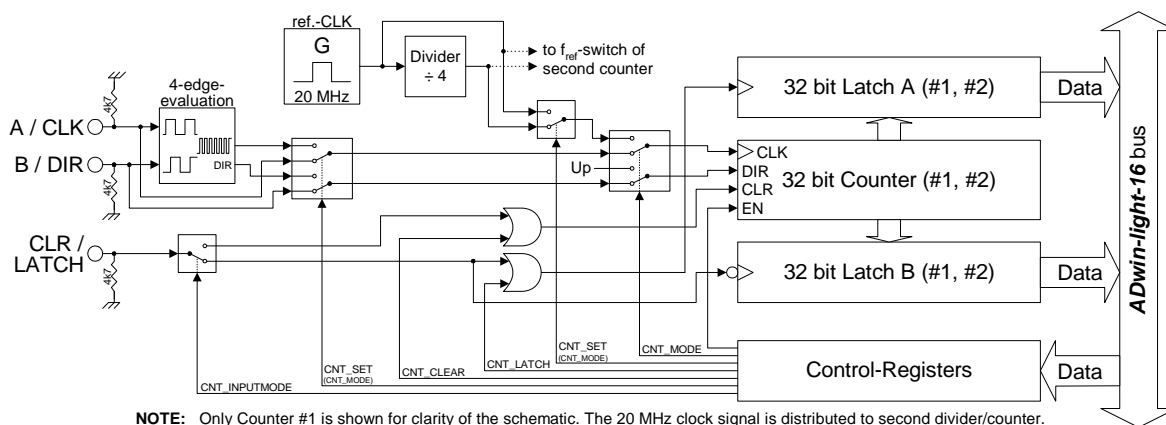 ref.-CLK
G
20 MHz
Divider
÷ 4
to fref-switch of
second counter
4-edge-
evaluation
DIR
4k7
A / CLK
B / DIR
4k7
CLR /
LATCH
4k7
Up
32 bit Latch A (#1, #2)
Data
CLK
DIR
CLR
EN
32 bit Counter (#1, #2)
32 bit Latch B (#1, #2)
Data
Control-Registers
Data
ADwin-light-16 bus
CNT_INPUTMODE
CNT_SET
(CNT_MODE)
CNT_CLEAR
CNT_LATCH
CNT_SET
(CNT_MODE)
CNT_MODE
NOTE: Only Counter #1 is shown for clarity of the schematic. The 20 MHz clock signal is distributed to second divider/counter.